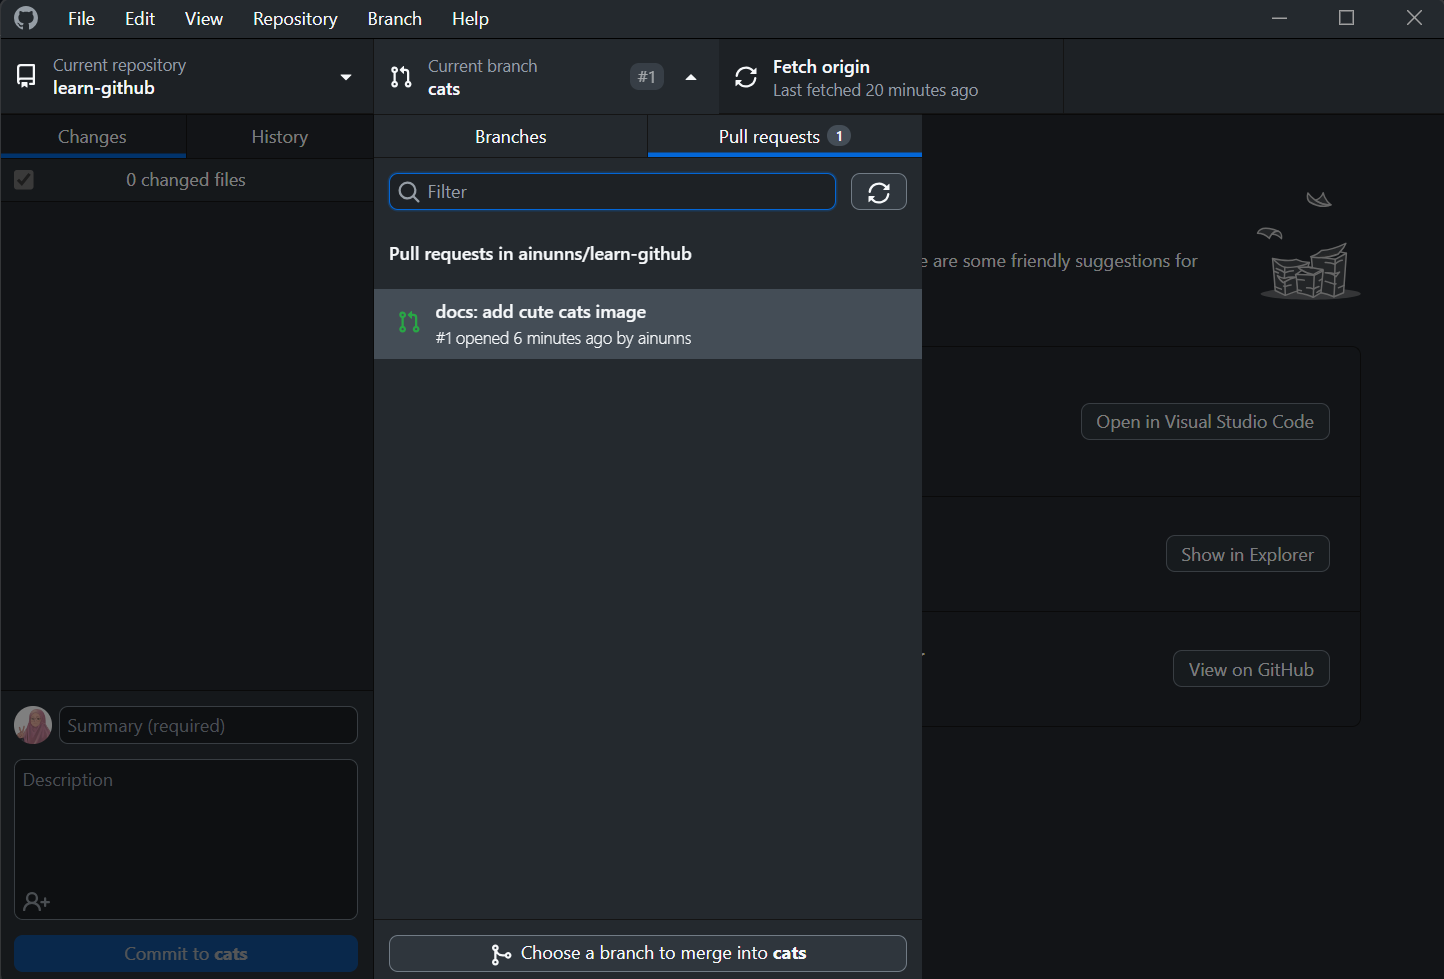 File Edit View Repository Branch Help
Current repository
learn-github
Current branch
cats
#1
Fetch origin
Last fetched 20 minutes ago
Changes
History
Branches
Pull requests 1
0 changed files
Filter
Pull requests in ainunns/learn-github
docs: add cute cats image
#1 opened 6 minutes ago by ainunns
are some friendly suggestions for
Open in Visual Studio Code
Show in Explorer
View on GitHub
Summary (required)
Description
Commit to cats
Choose a branch to merge into cats